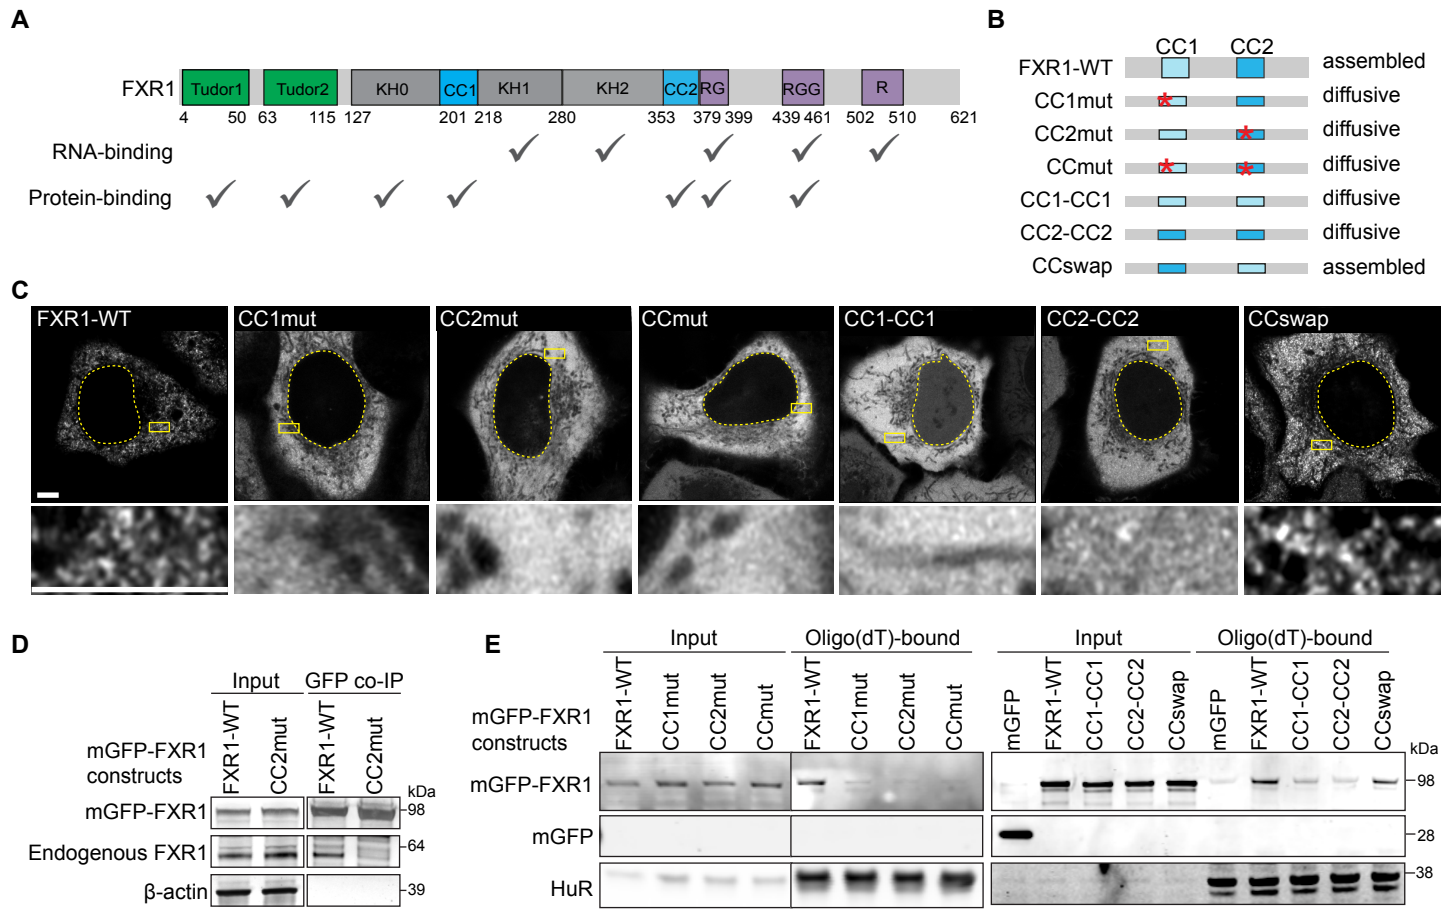 A
FXR1
Tudor1 Tudor2 KH0 CC1 KH1 KH2 CC2 RG RGG R
4 50 63 115 127 201 218 280 353 379 399 439 461 502 510 621
RNA-binding
Protein-binding
B
CC1 CC2
FXR1-WT assembled
CC1mut diffusive
CC2mut diffusive
CCmut diffusive
CC1-CC1 diffusive
CC2-CC2 diffusive
CCswap assembled
C
FXR1-WT CC1mut CC2mut CCmut CC1-CC1 CC2-CC2 CCswap
D
Input GFP co-IP
mGFP-FXR1
constructs
FXR1-WT CC2mut FXR1-WT CC2mut
kDa
mGFP-FXR1 98
Endogenous FXR1 64
β-actin 39
E
Input Oligo(dT)-bound Input Oligo(dT)-bound
mGFP-FXR1
constructs
FXR1-WT CC1mut CC2mut CCmut FXR1-WT CC1mut CC2mut CCmut mGFP FXR1-WT CC1-CC1 CC2-CC2 CCswap mGFP FXR1-WT CC1-CC1 CC2-CC2 CCswap
kDa
mGFP-FXR1 98
mGFP 28
HuR 38